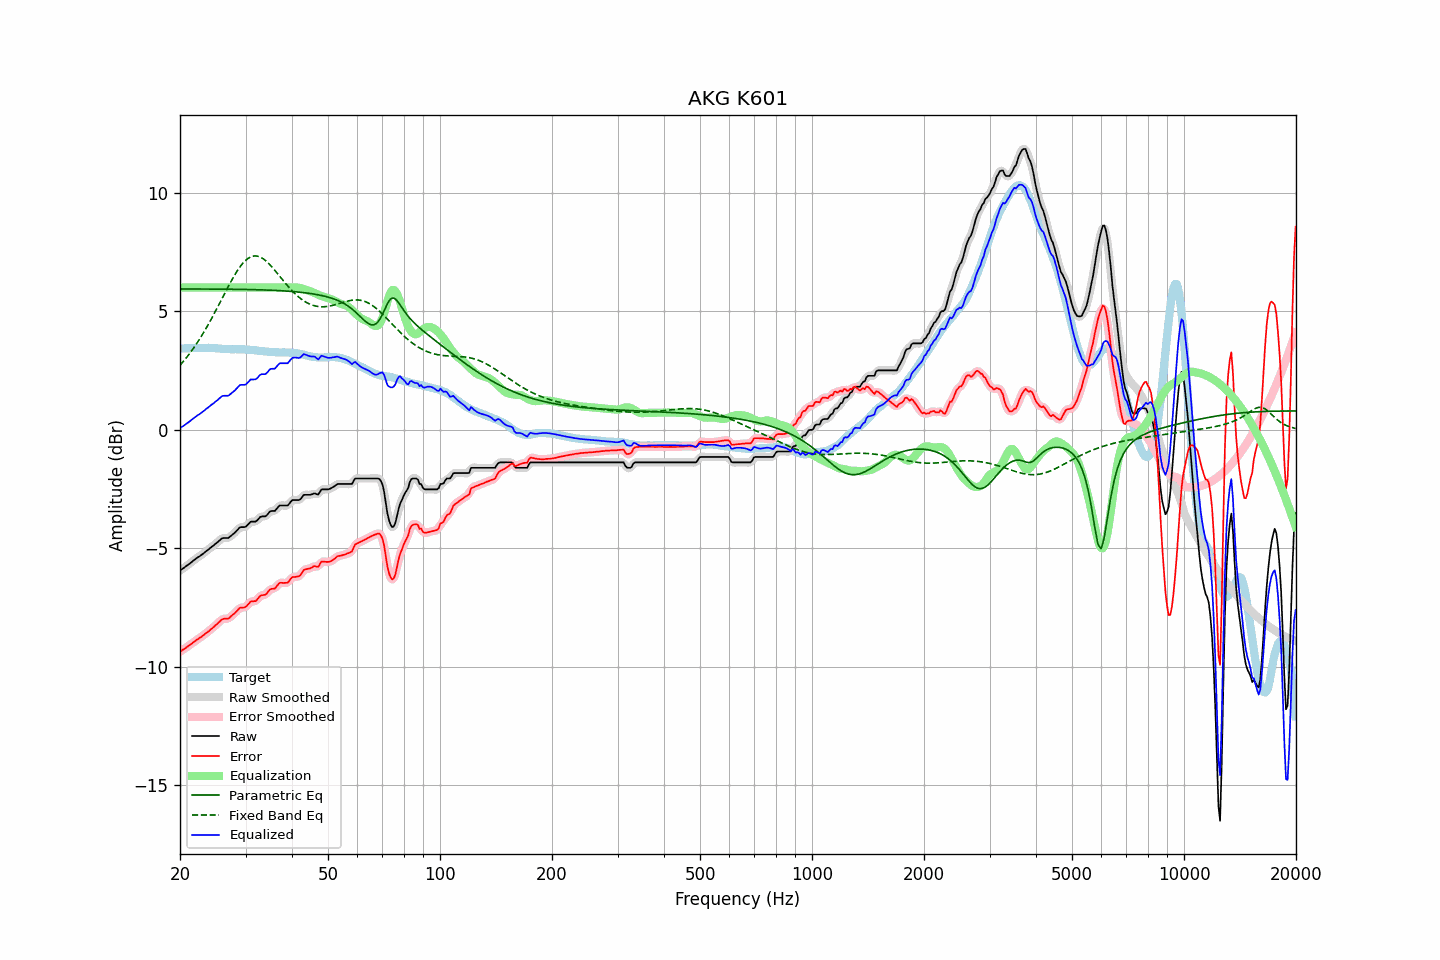 AKG K601
Amplitude (dBr)
10
5
0
−5
−10
−15
Target
Raw Smoothed
Error Smoothed
Raw
Error
Equalization
Parametric Eq
Fixed Band Eq
Equalized
20 50 100 200 500 1000 2000 5000 10000 20000
Frequency (Hz)